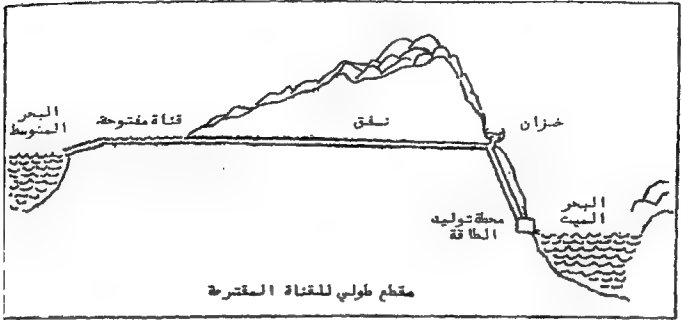 البحر
المتوسط
قناة مفتوحة
نفق
خزان
محطة توليد
الطاقة
البحر
الميت
مقطع طولي للقناة المقترحة